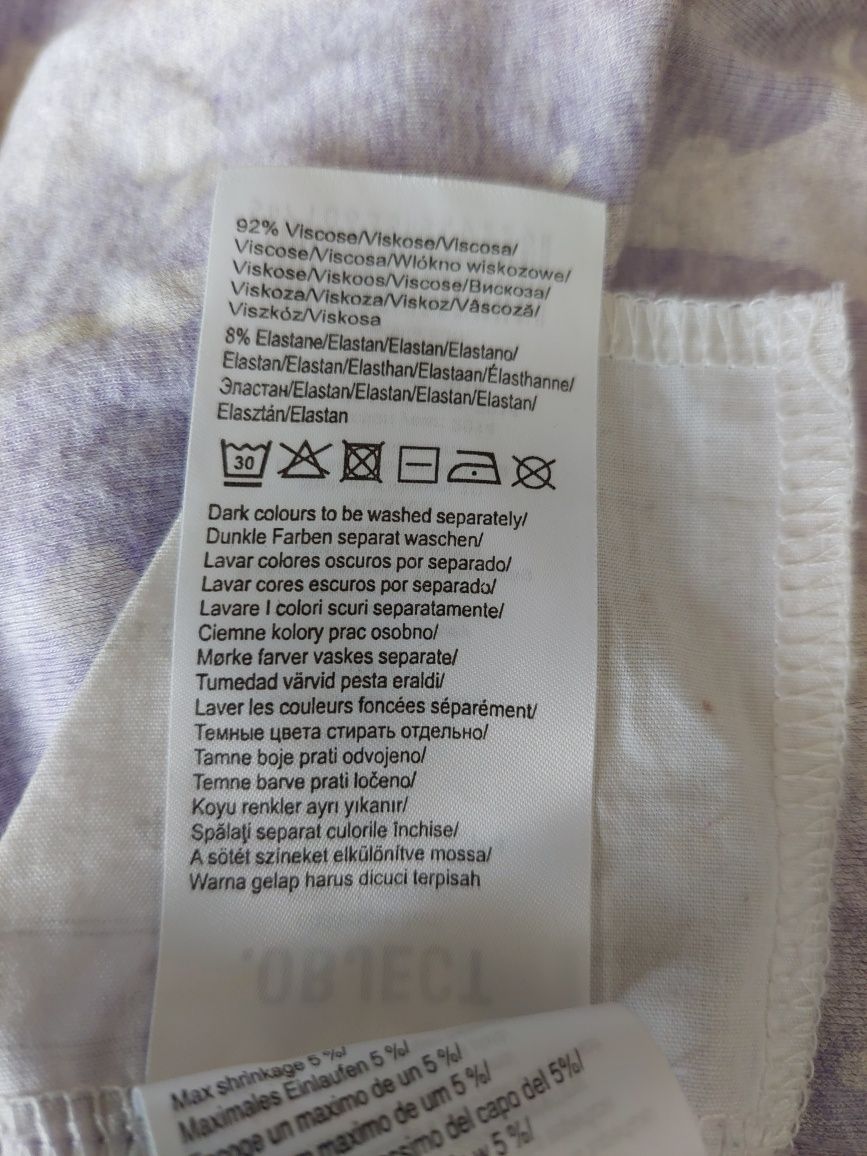 92% Viscose/Viskose/Viscosa/
Viscose/Viscosa/Włókno wiskozowe/
Viskose/Viskoos/Viscose/Вискоза/
Viskoza/Viskoza/Viskoz/Vâscoză/
Viszkóz/Viskosa
8% Elastane/Elastan/Elastan/Elastano/
Elastan/Elastan/Elasthan/Elastaan/Élasthanne/
Эластан/Elastan/Elastan/Elastan/Elastan/
Elasztán/Elastan
30
Dark colours to be washed separately/
Dunkle Farben separat waschen/
Lavar colores oscuros por separado/
Lavar cores escuros por separado/
Lavare I colori scuri separatamente/
Ciemne kolory prac osobno/
Mørke farver vaskes separate/
Tumedad värvid pesta eraldi/
Laver les couleurs foncées séparément/
Темные цвета стирать отдельно/
Tamne boje prati odvojeno/
Temne barve prati ločeno/
Koyu renkler ayrı yıkanır/
Spălaţi separat culorile închise/
A sötét színeket elkülönítve mossa/
Warna gelap harus dicuci terpisah
OBJECT
Max shrinkage 5 %/
Maximales Einlaufen 5 %/
un maximo de un 5 %/
maximo de um 5 %/
del capo del 5%/
5 %/